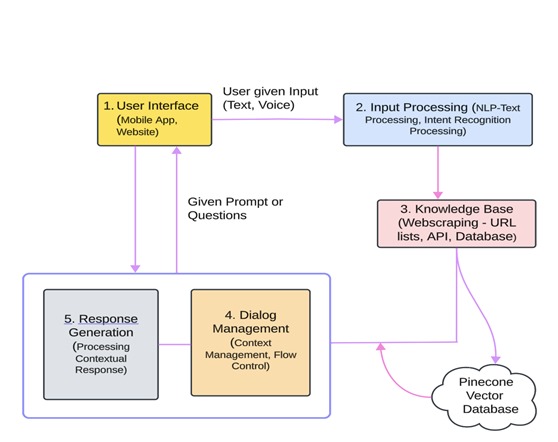 User given Input
(Text, Voice)
1. User Interface
(Mobile App,
Website)
2. Input Processing (NLP-Text
Processing, Intent Recognition
Processing)
Given Prompt or
Questions
3. Knowledge Base
(Webscraping - URL
lists, API, Database)
5. Response
Generation
(Processing
Contextual
Response)
4. Dialog
Management
(Context
Management, Flow
Control)
Pinecone
Vector
Database